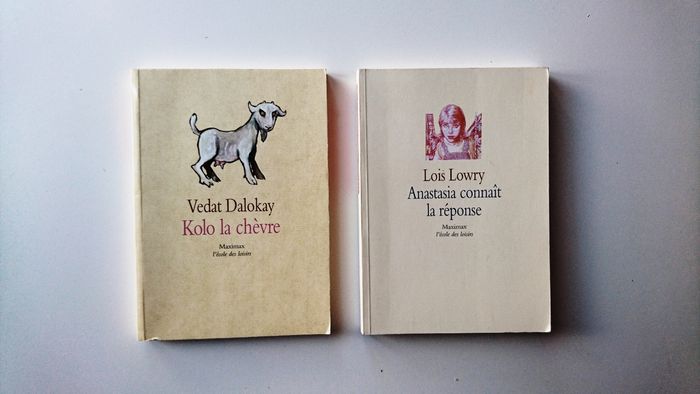 Vedat Dalokay
Kolo la chèvre
Maximax
l'école des loisirs
Lois Lowry
Anastasia connaît
la réponse
Maximax
l'école des loisirs